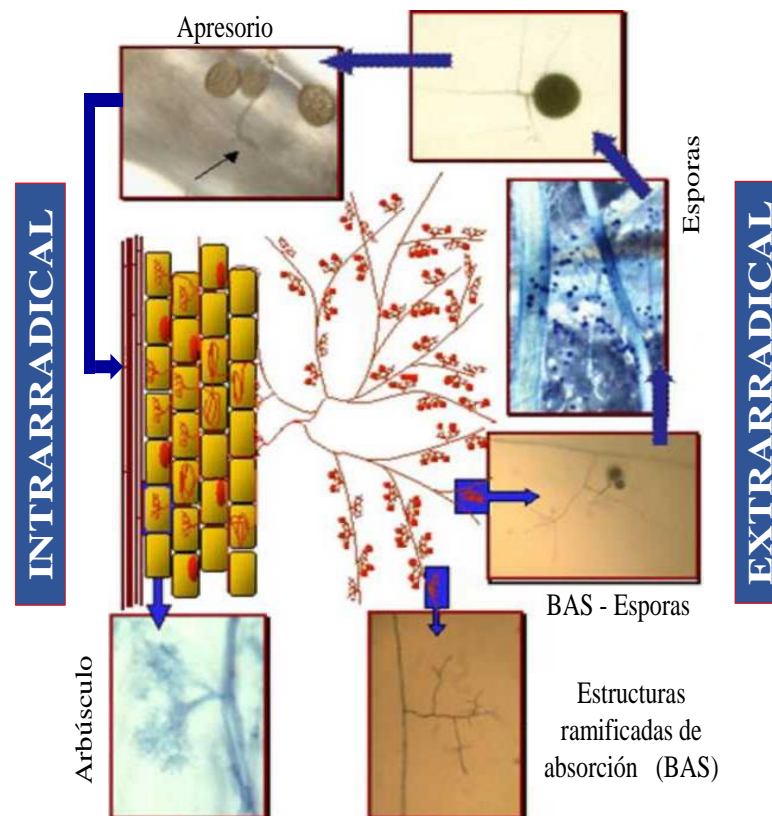 Apresorio
Esporas
INTRARRADICAL
EXTRARRADICAL
BAS - Esporas
Arbúsculo
Estructuras
ramificadas de
absorción (BAS)